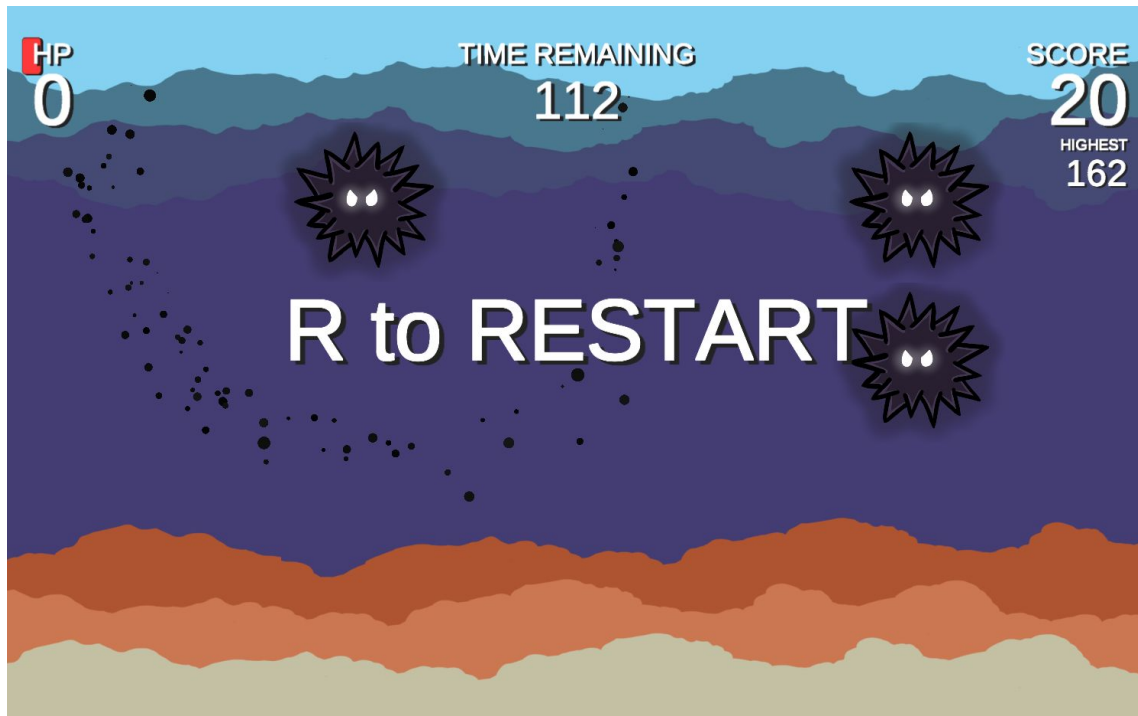 HP
0
TIME REMAINING
112
SCORE
20
HIGHEST
162
R to RESTART